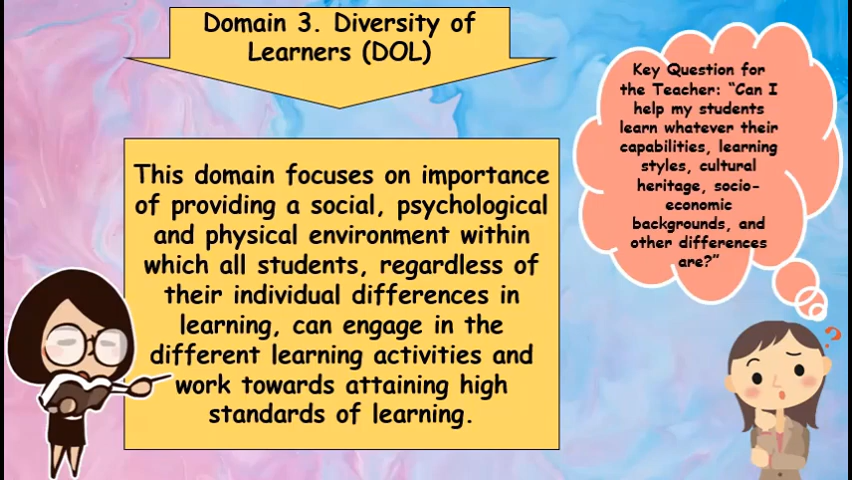 Domain 3. Diversity of
Learners (DOL)
This domain focuses on importance
of providing a social, psychological
and physical environment within
which all students, regardless of
their individual differences in
learning, can engage in the
different learning activities and
work towards attaining high
standards of learning.
Key Question for
the Teacher: “Can I
help my students
learn whatever their
capabilities, learning
styles, cultural
heritage, socio-
economic
backgrounds, and
other differences
are?”
?